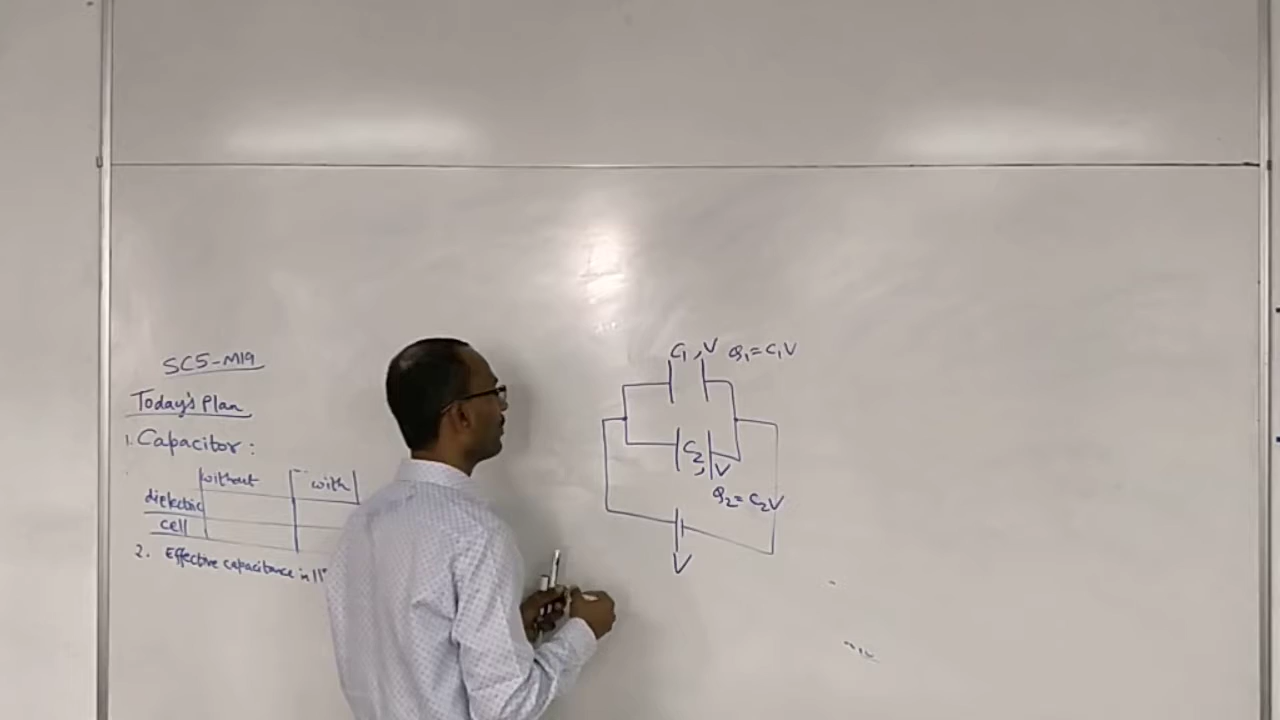 SC5-M19
Today's Plan
1. Capacitor:
without with
dielectric
cell
2. Effective capacitance in 11
C1, V Q1=C1V
C2, V
Q2=C2V
V